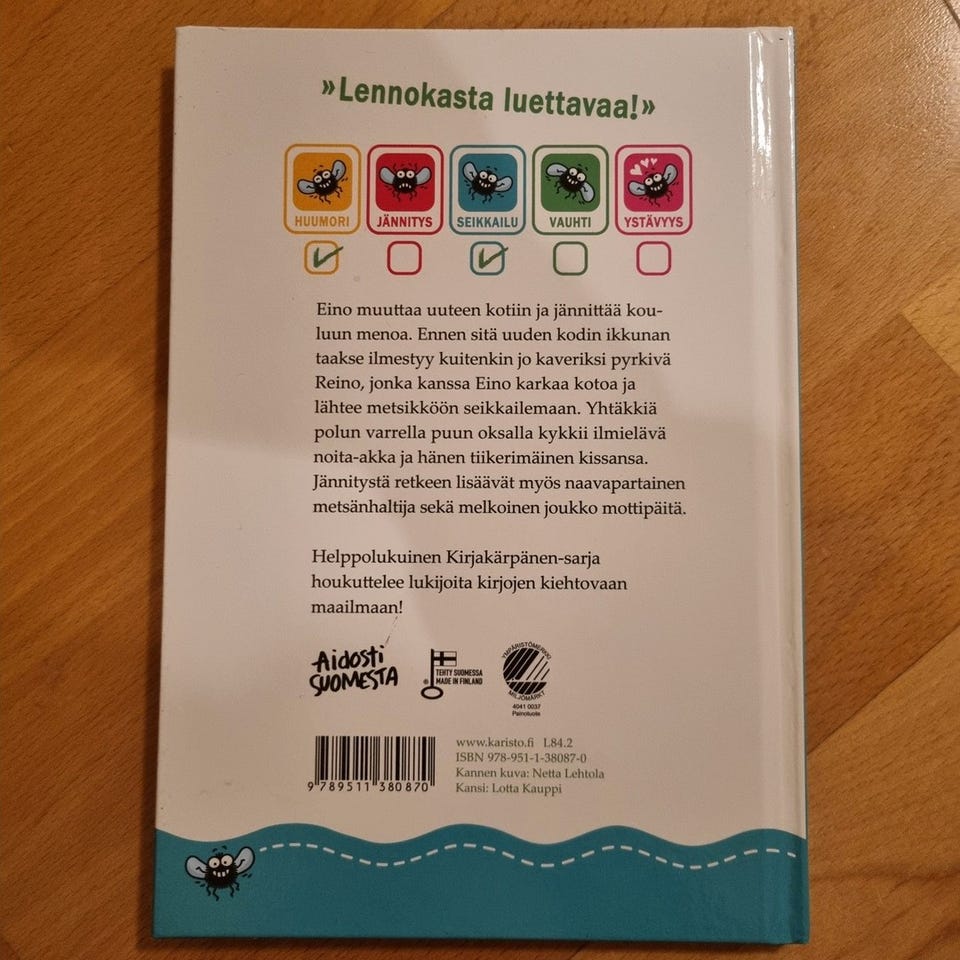 »Lennokasta luettavaa!»
HUUMORI JÄNNITYS SEIKKAILU VAUHTI YSTÄVYYS
Eino muuttaa uuteen kotiin ja jännittää kou-
luun menoa. Ennen sitä uuden kodin ikkunan
taakse ilmestyy kuitenkin jo kaveriksi pyrkivä
Reino, jonka kanssa Eino karkaa kotoa ja
lähtee metsikköön seikkailemaan. Yhtäkkiä
polun varrella puun oksalla kykkii ilmielävä
noita-akka ja hänen tiikerimäinen kissansa.
Jännitystä retkeen lisäävät myös naavapartainen
metsänhaltija sekä melkoinen joukko mottipäitä.
Helppolukuinen Kirjakärpänen-sarja
houkuttelee lukijoita kirjojen kiehtovaan
maailmaan!
Aidosti
SUOMESTA
® TEHTY SUOMESSA
MADE IN FINLAND
YMPÄRISTÖMERKKI
MILJÖMÄRKT
4041 0037
Painotuote
www.karisto.fi L84.2
ISBN 978-951-1-38087-0
Kannen kuva: Netta Lehtola
Kansi: Lotta Kauppi
9 789511 380870